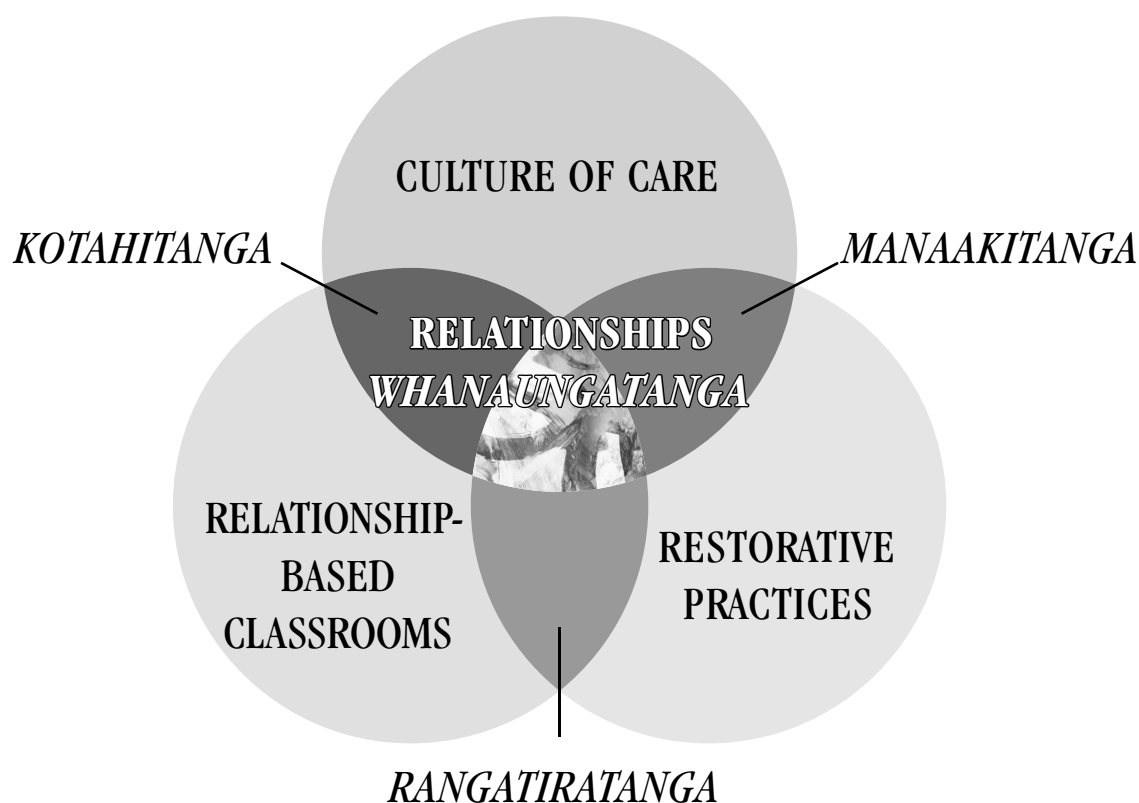 CULTURE OF CARE
KOTAHITANGA
MANAAKITANGA
RELATIONSHIPS
WHANAUNGATANGA
RELATIONSHIP-
BASED
CLASSROOMS
RESTORATIVE
PRACTICES
RANGATIRATANGA